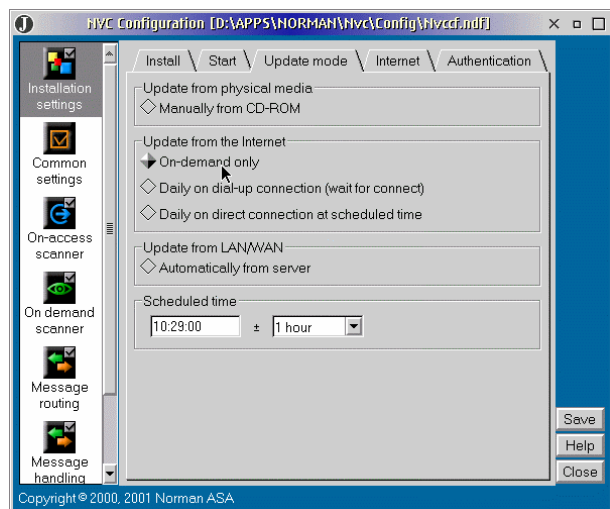 NVC Configuration [D:\APPS\NORMAN\Nvc\Config\Nvccf.ndf]
Installation
settings
Common
settings
On-access
scanner
On demand
scanner
Message
routing
Message
handling
Install
Start
Update mode
Internet
Authentication
Update from physical media
Manually from CD-ROM
Update from the Internet
On-demand only
Daily on dial-up connection (wait for connect)
Daily on direct connection at scheduled time
Update from LAN/WAN
Automatically from server
Scheduled time
10:29:00 ± 1 hour
Save
Help
Close
Copyright © 2000, 2001 Norman ASA